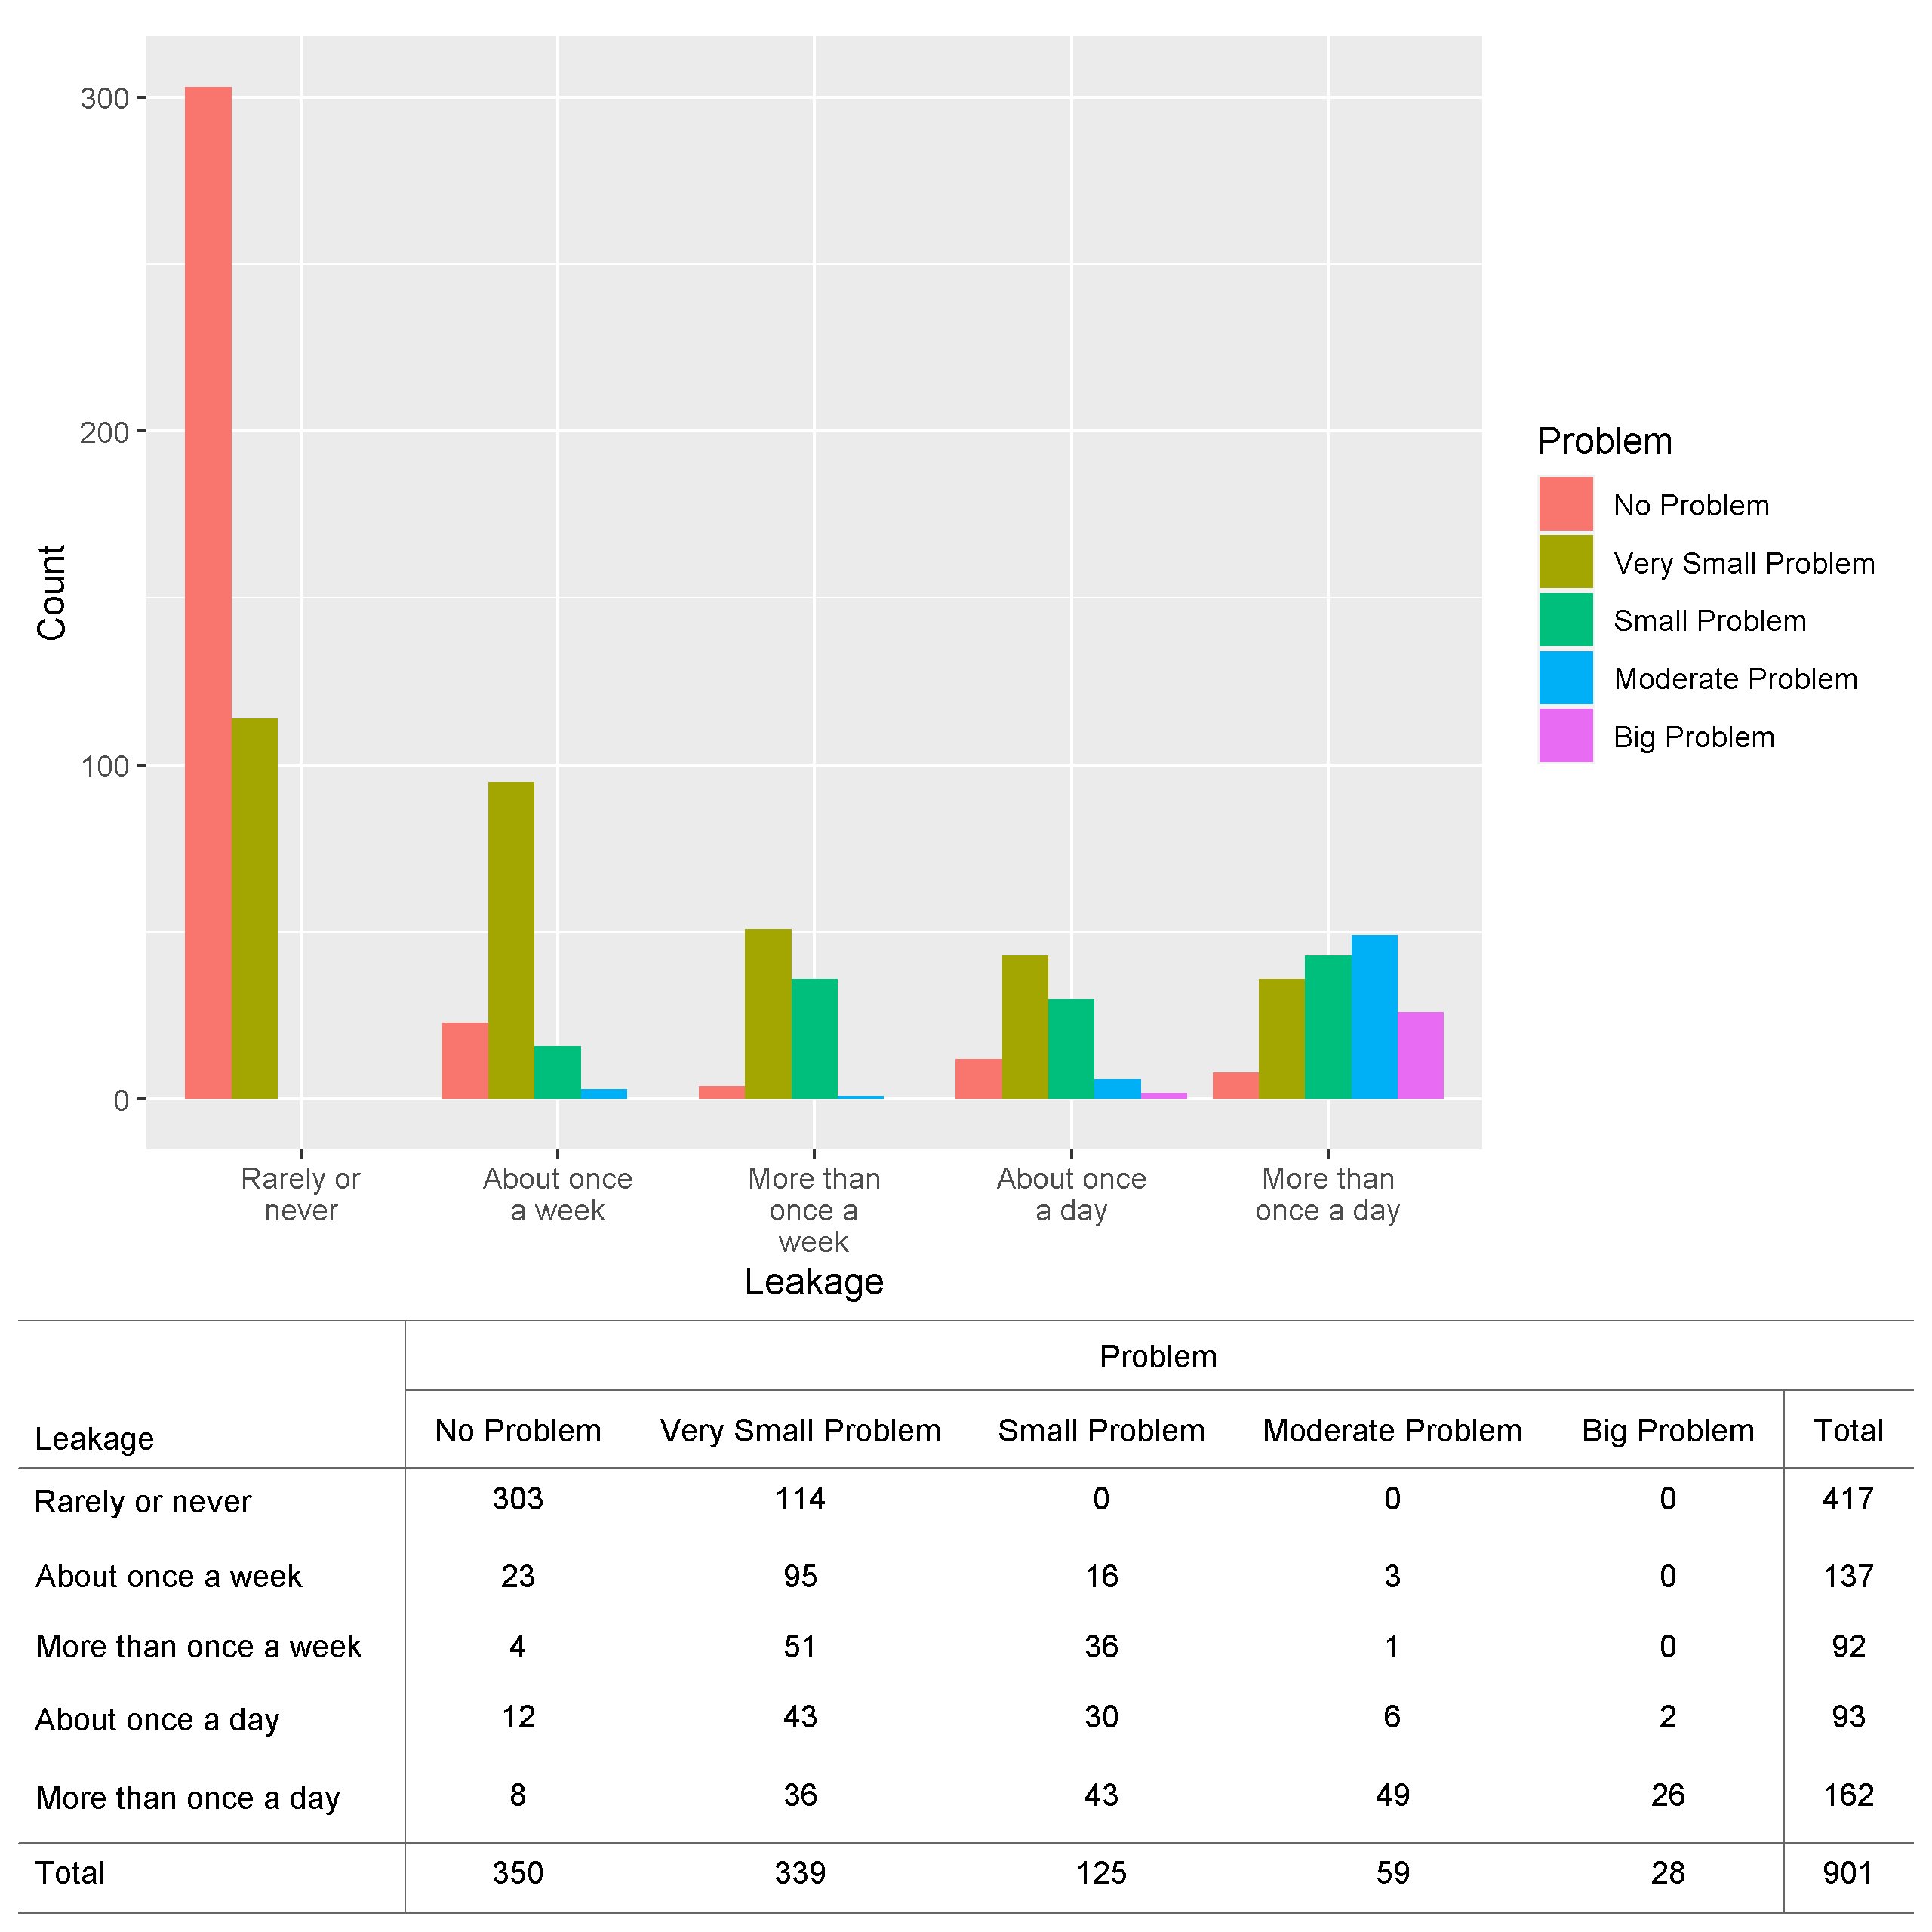 300
200
100
0
Count
Rarely or
never
About once
a week
More than
once a
week
About once
a day
More than
once a day
Leakage
Problem
No Problem
Very Small Problem
Small Problem
Moderate Problem
Big Problem
Problem
Leakage No Problem Very Small Problem Small Problem Moderate Problem Big Problem Total
Rarely or never 303 114 0 0 0 417
About once a week 23 95 16 3 0 137
More than once a week 4 51 36 1 0 92
About once a day 12 43 30 6 2 93
More than once a day 8 36 43 49 26 162
Total 350 339 125 59 28 901